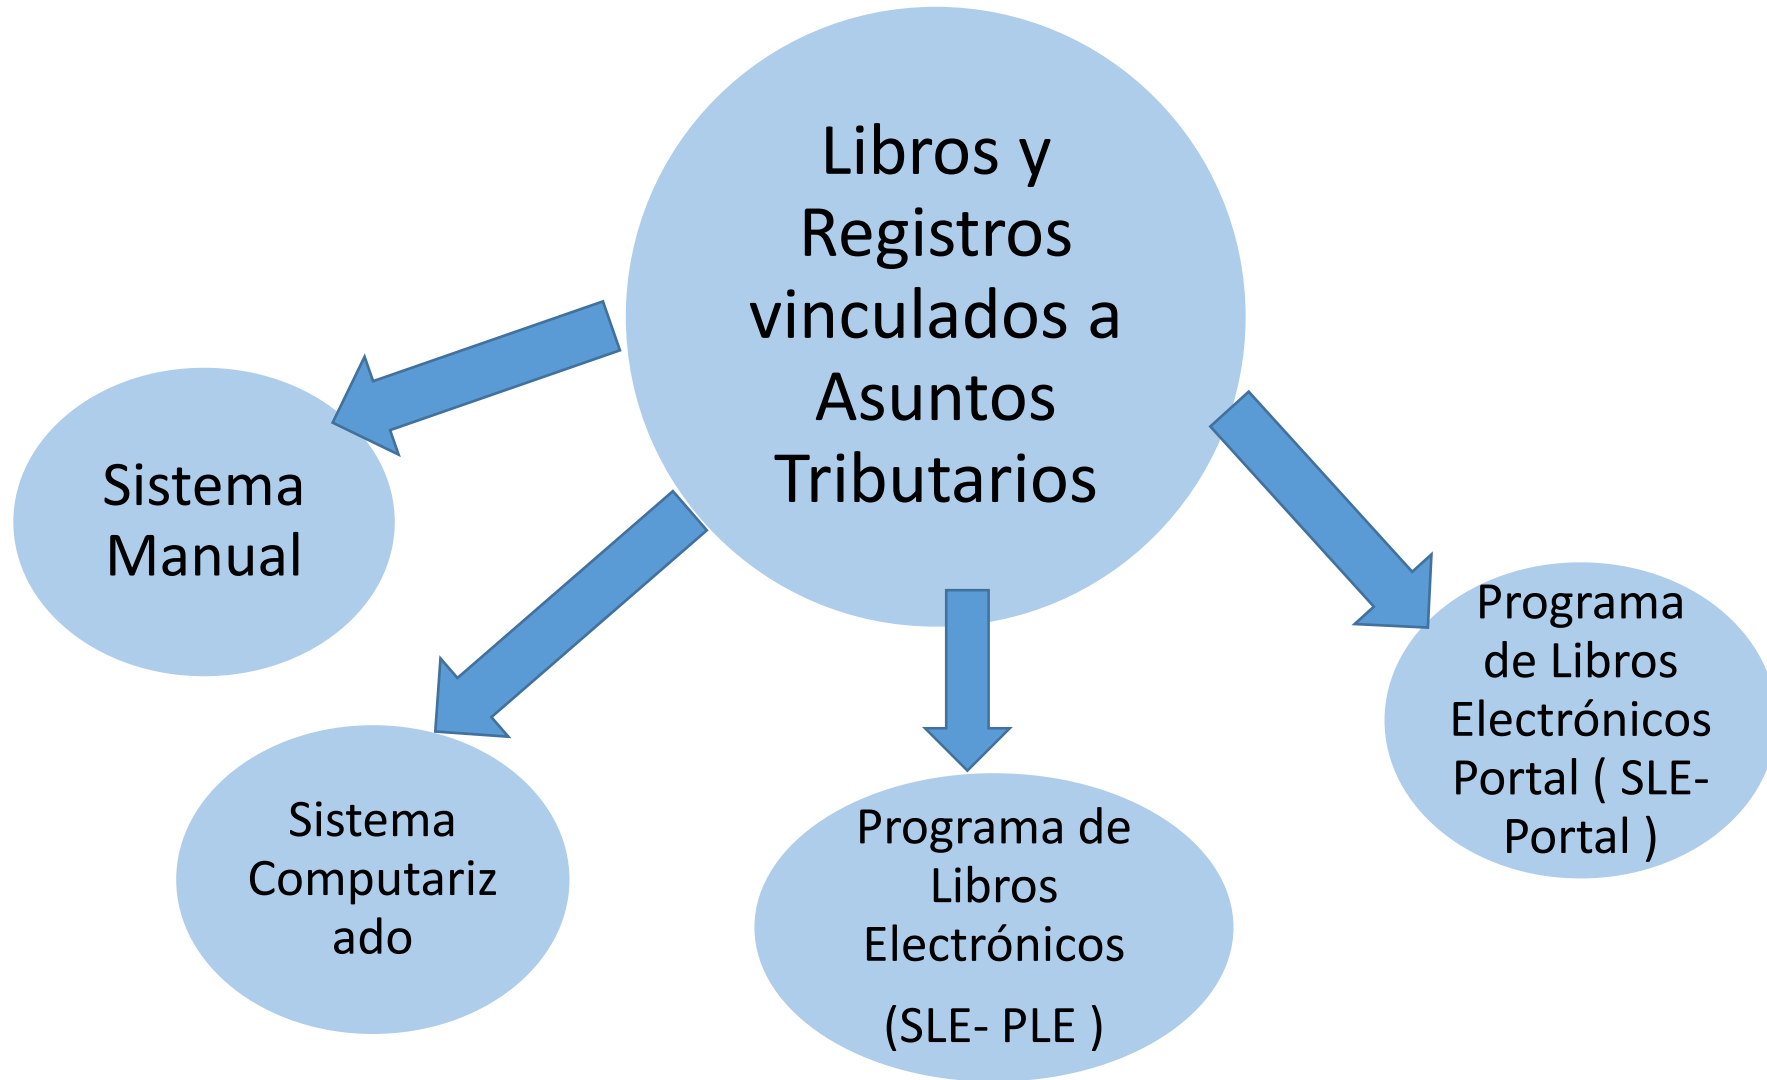 Libros y
Registros
vinculados a
Asuntos
Tributarios
Sistema
Manual
Sistema
Computariz
ado
Programa de
Libros
Electrónicos
(SLE- PLE )
Programa
de Libros
Electrónicos
Portal ( SLE-
Portal )